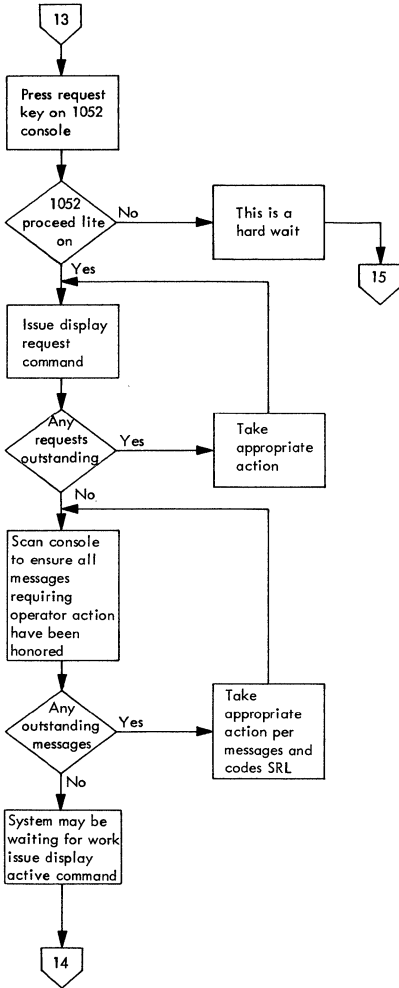 13
Press request
key on 1052
console
1052
proceed lite
on
No
This is a
hard wait
15
Yes
Issue display
request
command
Any
requests
outstanding
Yes
Take
appropriate
action
No
Scan console
to ensure all
messages
requiring
operator action
have been
honored
Any
outstanding
messages
Yes
Take
appropriate
action per
messages and
codes SRL
No
System may be
waiting for work
issue display
active command
14